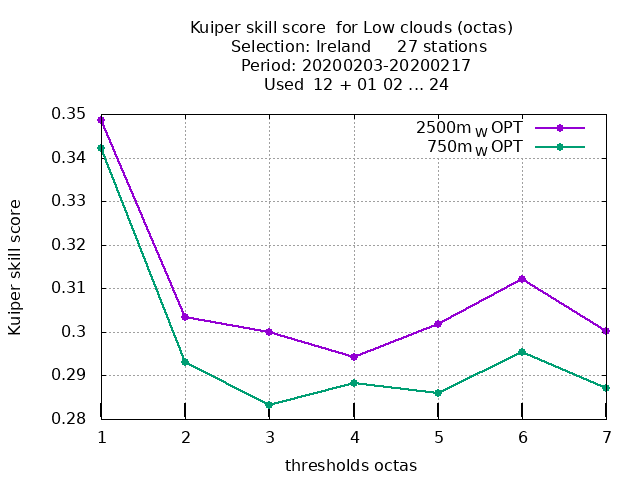 Kuiper skill score  for Low clouds (octas)
Selection: Ireland     27 stations
Period: 20200203-20200217
Used  12 + 01 02 ... 24
0.35
0.34
0.33
0.32
0.31
0.3
0.29
0.28
Kuiper skill score
2500m_W OPT
750m_W OPT
1 2 3 4 5 6 7
thresholds octas